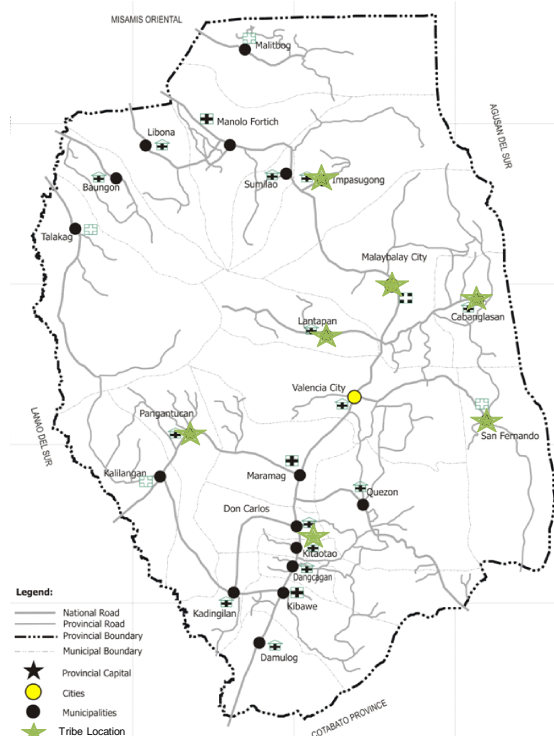 MISAMIS ORIENTAL
Malitbog
AGUSAN DEL SUR
Manolo Fortich
Libona
Baungon
Sumilao
Impasugong
Talakag
Malaybalay City
Cabanglasan
Lantapan
Valencia City
LANAO DEL SUR
Pangantucan
San Fernando
Kalilangan
Maramag
Quezon
Don Carlos
Kitaotao
Dangcagan
Kadingilan
Kibawe
Damulog
COTABATO PROVINCE
Legend:
National Road
Provincial Road
Provincial Boundary
Municipal Boundary
Provincial Capital
Cities
Municipalities
Tribe Location